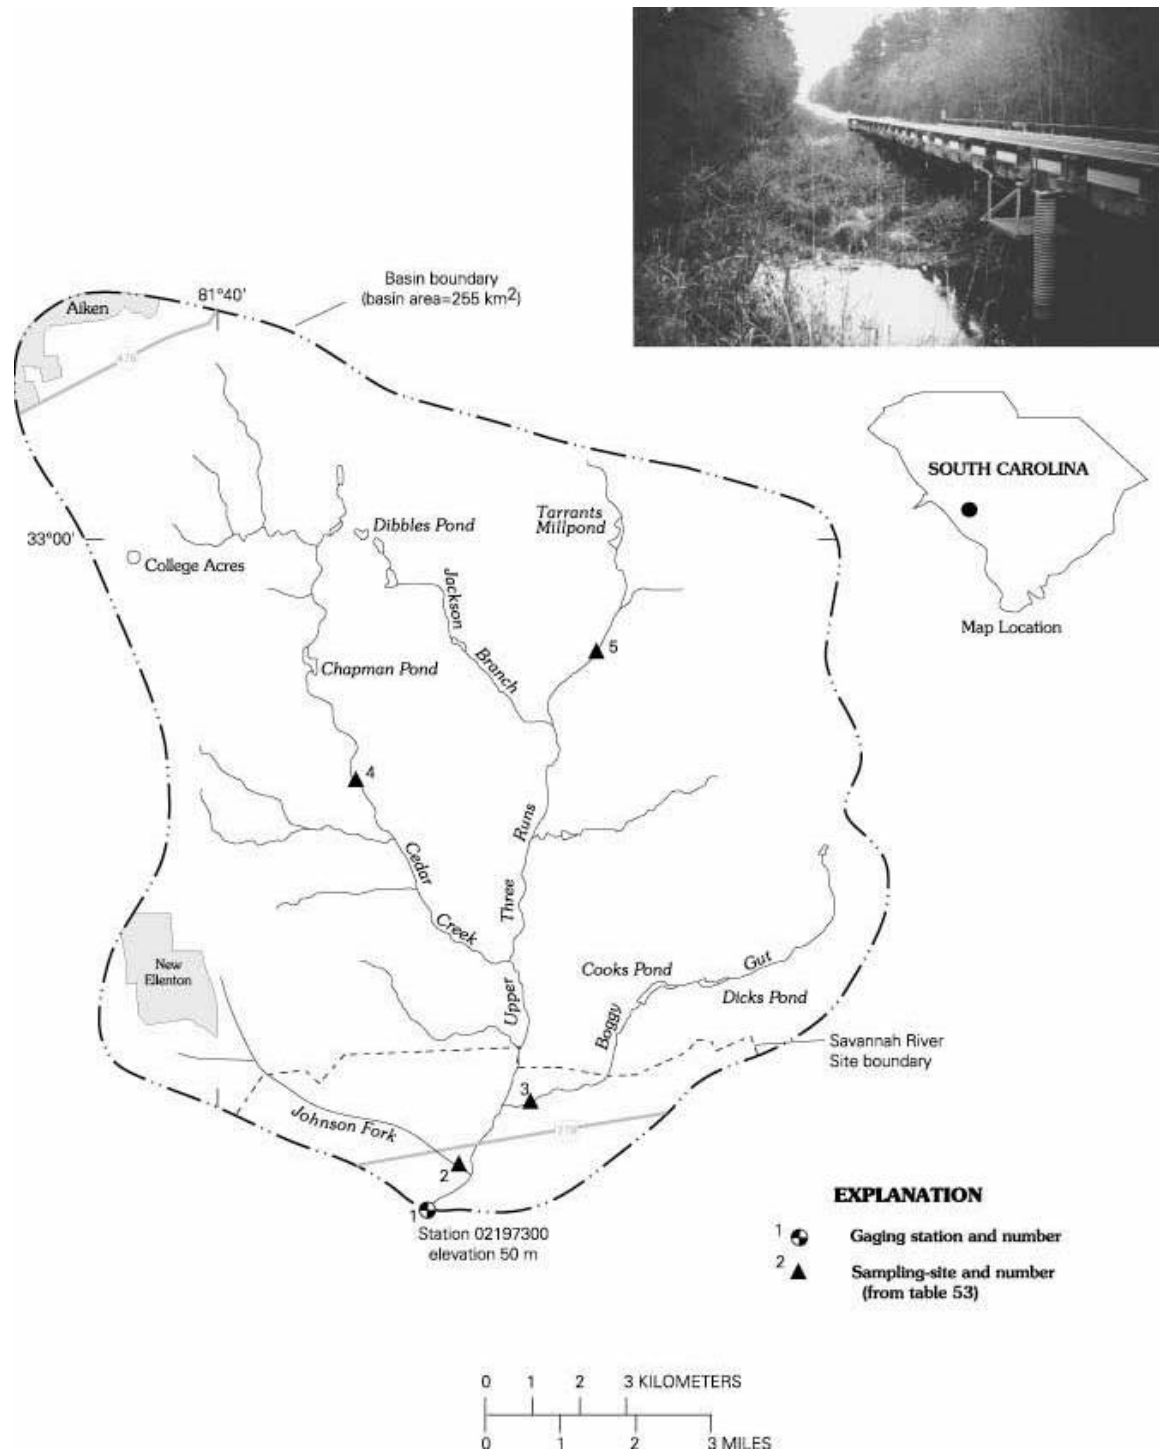 Basin boundary
(basin area=255 km2)
81°40'
Aiken
Dibbles Pond
Tarrants
Millpond
SOUTH CAROLINA
33°00'
College Acres
Jackson
Branch
Map Location
5
Chapman Pond
4
Runs
Cedar
Three
Creek
New
Ellenton
Gut
Cooks Pond
Dicks Pond
Upper
Boggy
Savannah River
Site boundary
3
Johnson Fork
278
2
1
Station 02197300
elevation 50 m
EXPLANATION
1 Gaging station and number
2 Sampling-site and number
(from table 53)
0 1 2 3 KILOMETERS
0 1 2 3 MILES